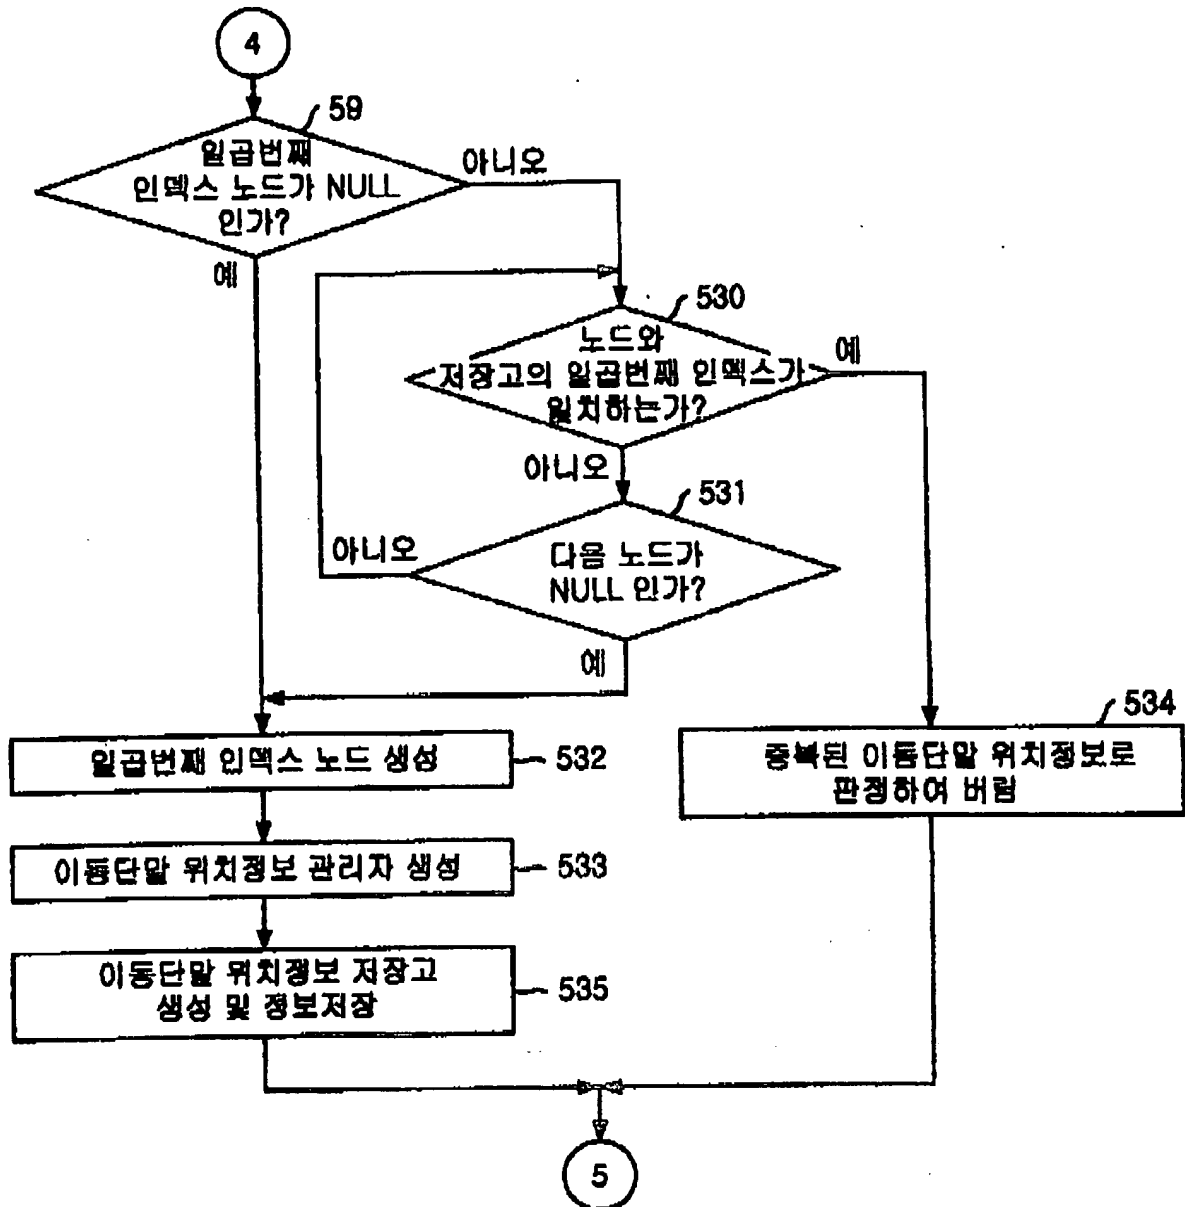 4
59
일곱번째
인덱스 노드가 NULL
인가?
아니오
예
530
노드와
저장고의 일곱번째 인덱스가
일치하는가?
예
아니오
531
다음 노드가
NULL 인가?
아니오
예
일곱번째 인덱스 노드 생성
532
534
중복된 이동단말 위치정보로
판정하여 버림
이동단말 위치정보 관리자 생성
533
이동단말 위치정보 저장고
생성 및 정보저장
535
5